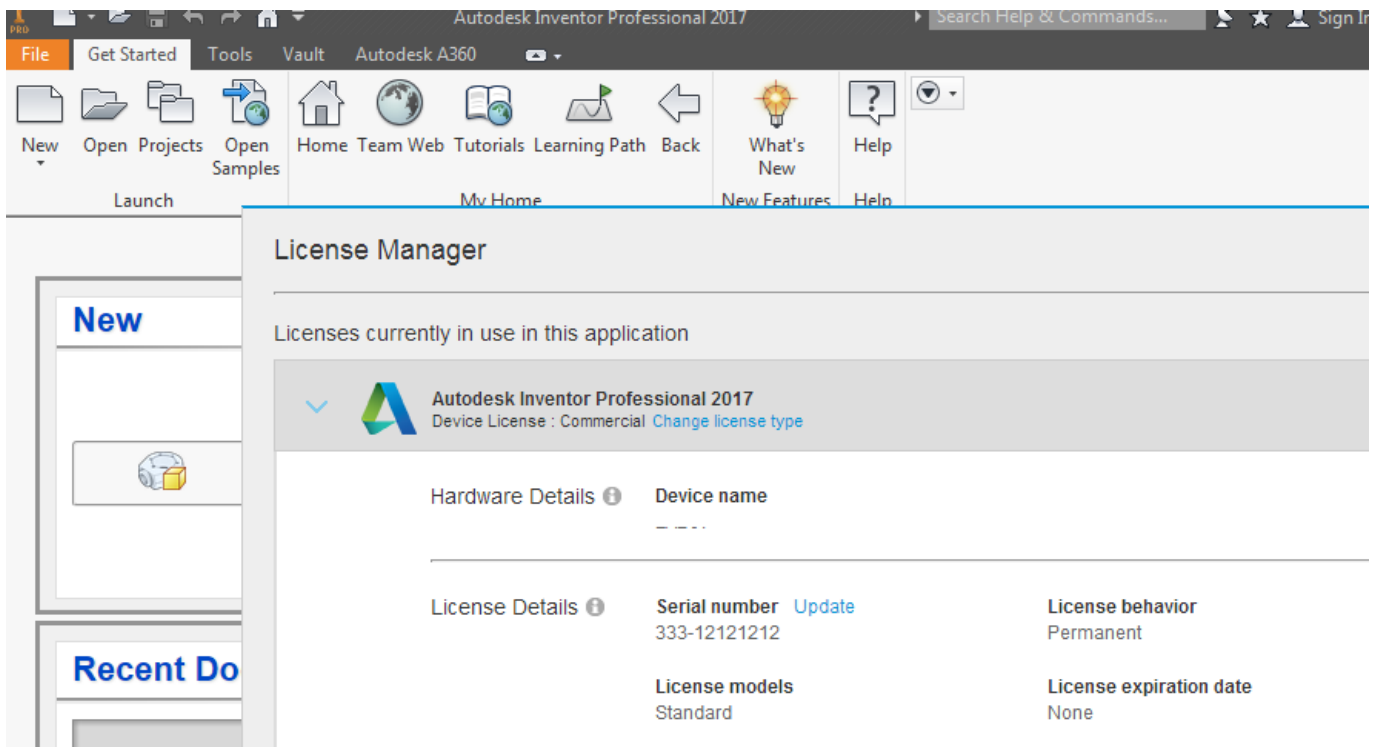 PRO
Autodesk Inventor Professional 2017
Search Help & Commands...
Sign In
File Get Started Tools Vault Autodesk A360
New Open Projects Open Samples Home Team Web Tutorials Learning Path Back What's New Help
Launch My Home New Features Help
License Manager
New
Licenses currently in use in this application
Autodesk Inventor Professional 2017
Device License : Commercial Change license type
Hardware Details Device name
License Details Serial number Update License behavior
333-12121212 Permanent
Recent Do
License models License expiration date
Standard None